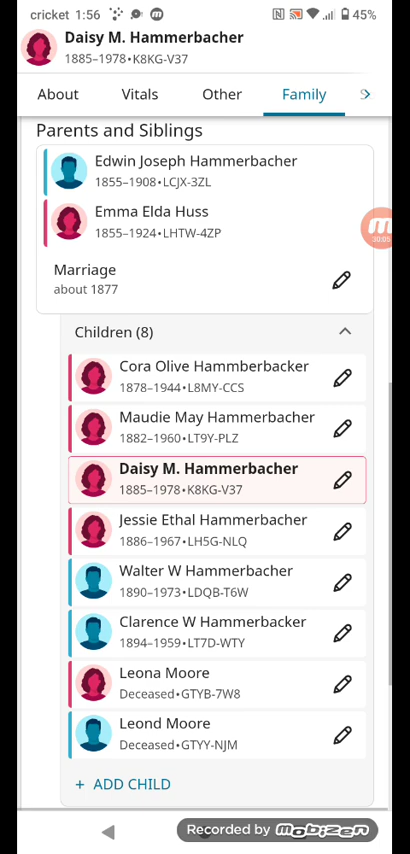 cricket 1:56 45%
Daisy M. Hammerbacher
1885–1978•K8KG-V37
About Vitals Other Family
Parents and Siblings
Edwin Joseph Hammerbacher
1855–1908•LCJX-3ZL
Emma Elda Huss
1855–1924•LHTW-4ZP
30:05
Marriage
about 1877
Children (8)
Cora Olive Hammberbacker
1878–1944•L8MY-CCS
Maudie May Hammerbacher
1882–1960•LT9Y-PLZ
Daisy M. Hammerbacher
1885–1978•K8KG-V37
Jessie Ethal Hammerbacher
1886–1967•LH5G-NLQ
Walter W Hammerbacher
1890–1973•LDQB-T6W
Clarence W Hammerbacker
1894–1959•LT7D-WTY
Leona Moore
Deceased•GTYB-7W8
Leond Moore
Deceased•GTYY-NJM
+ ADD CHILD
Recorded by mobizen